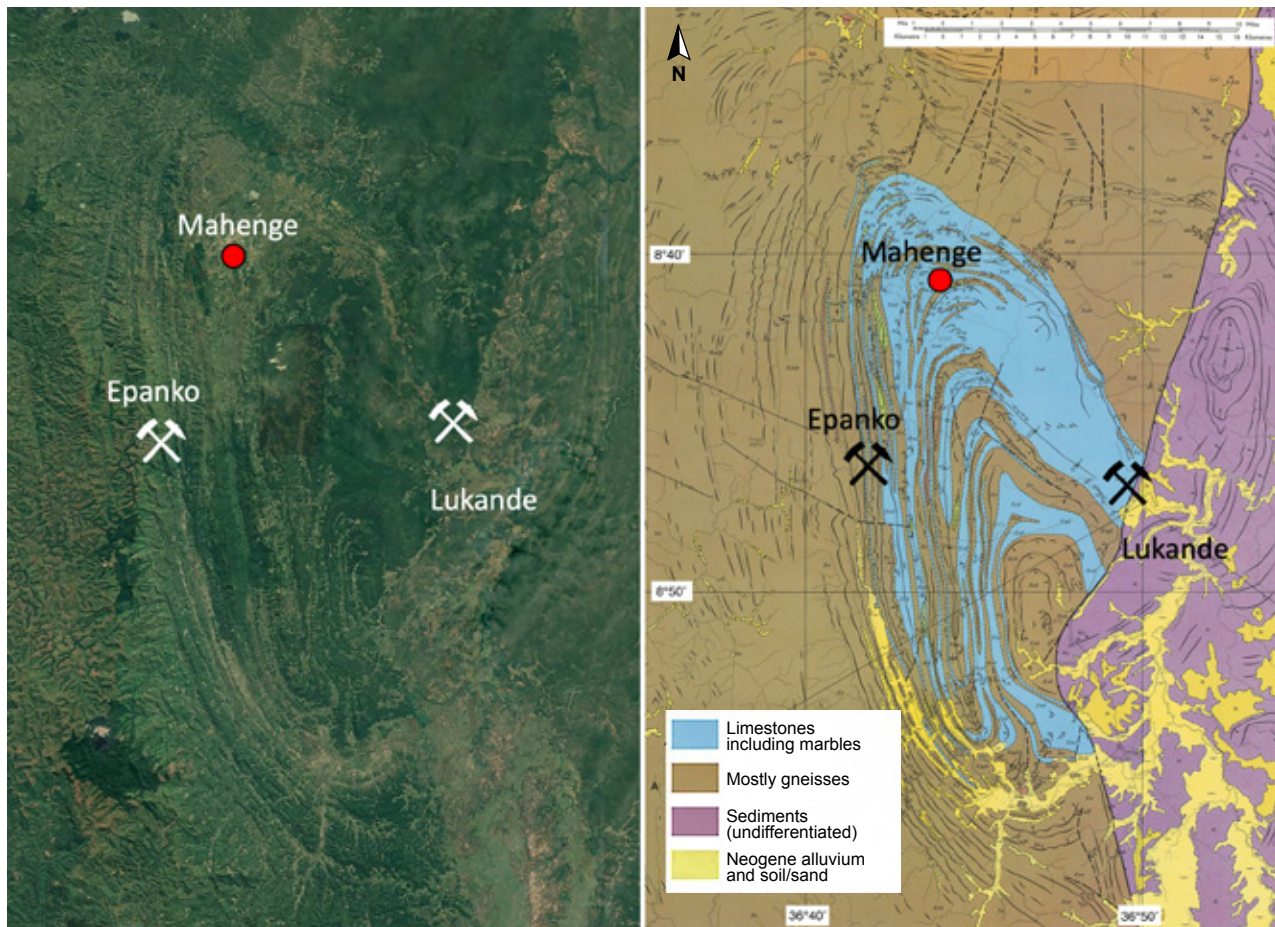 Mahenge
Epanko
Lukande
N
Kilometres
8°40'
Mahenge
Epanko
Lukande
8°50'
Limestones
including marbles
Mostly gneisses
Sediments
(undifferentiated)
Neogene alluvium
and soil/sand
A
36°40'
36°50'